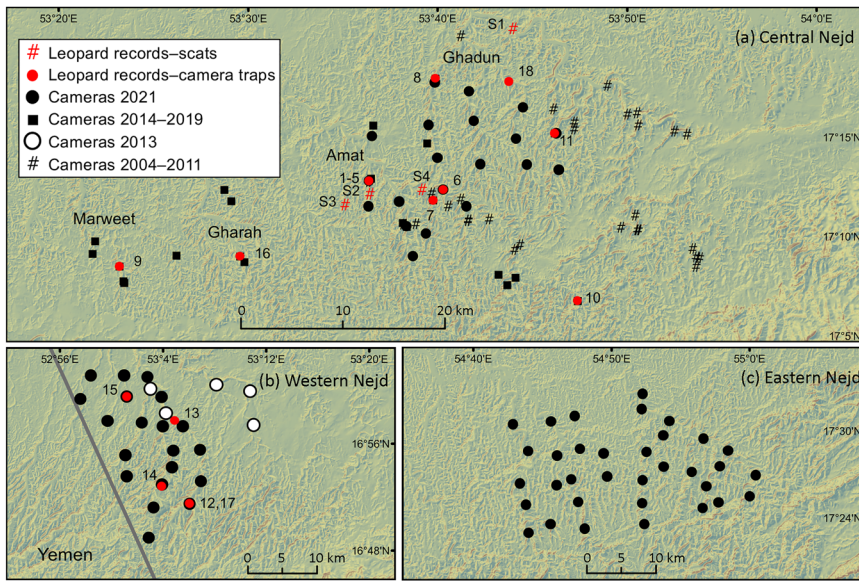 53°20'E 53°30'E 53°40'E 53°50'E 54°0'E
S1 (a) Central Nejd
# Leopard records–scats
Leopard records–camera traps
Cameras 2021
Cameras 2014–2019
Cameras 2013
# Cameras 2004–2011
Ghadun
8 18
11 17°15'N
Amat
1-5 S4 6
S2
S3 7
Marweet
Gharah 17°10'N
9 16
10
0 10 20 km
17°5'N
52°56'E 53°4'E 53°12'E 53°20'E
(b) Western Nejd
15
13
16°56'N
14
12,17
Yemen
0 5 10 km
16°48'N
54°40'E 54°50'E 55°0'E
(c) Eastern Nejd
17°30'N
17°24'N
0 5 10 km